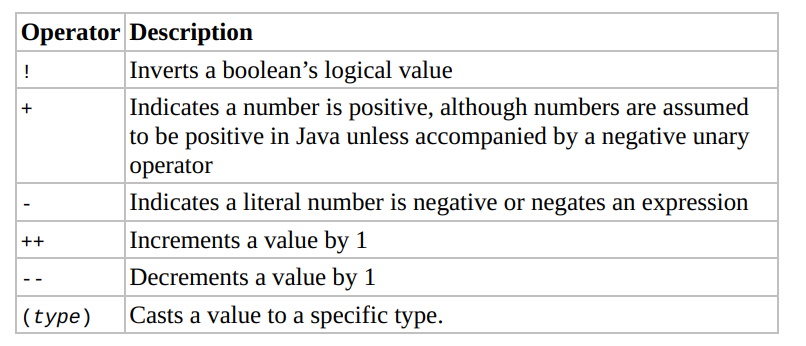 Operator Description
! Inverts a boolean’s logical value
+ Indicates a number is positive, although numbers are assumed
to be positive in Java unless accompanied by a negative unary
operator
- Indicates a literal number is negative or negates an expression
++ Increments a value by 1
-- Decrements a value by 1
(type) Casts a value to a specific type.